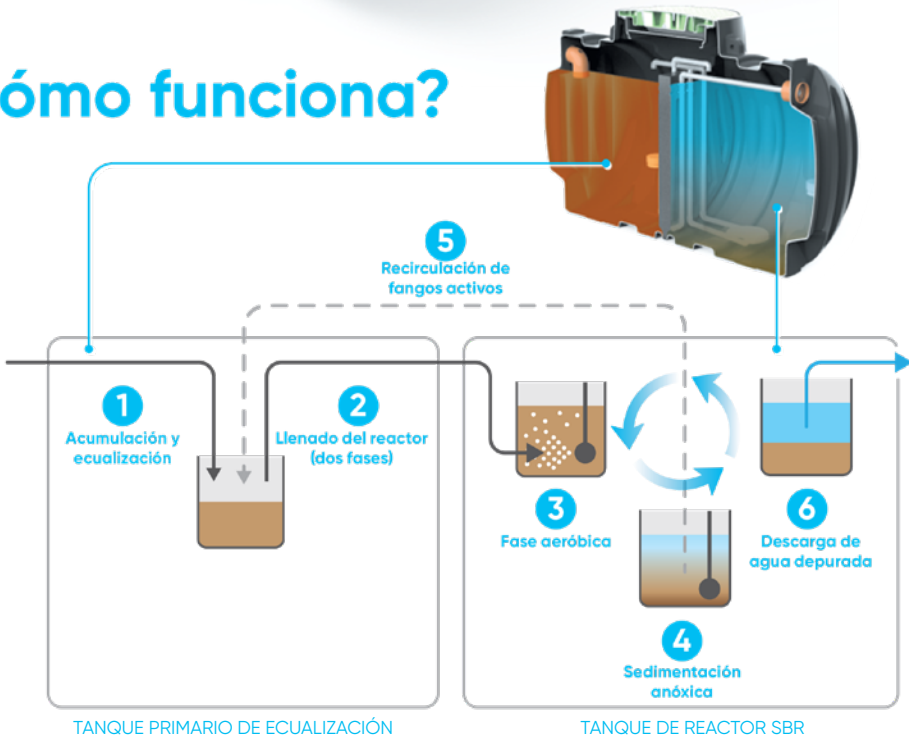 ómo funciona?
5
Recirculación de
fangos activos
1
Acumulación y
ecualización
2
Llenado del reactor
(dos fases)
3
Fase aeróbica
4
Sedimentación
anóxica
6
Descarga de
agua depurada
TANQUE PRIMARIO DE ECUALIZACIÓN
TANQUE DE REACTOR SBR